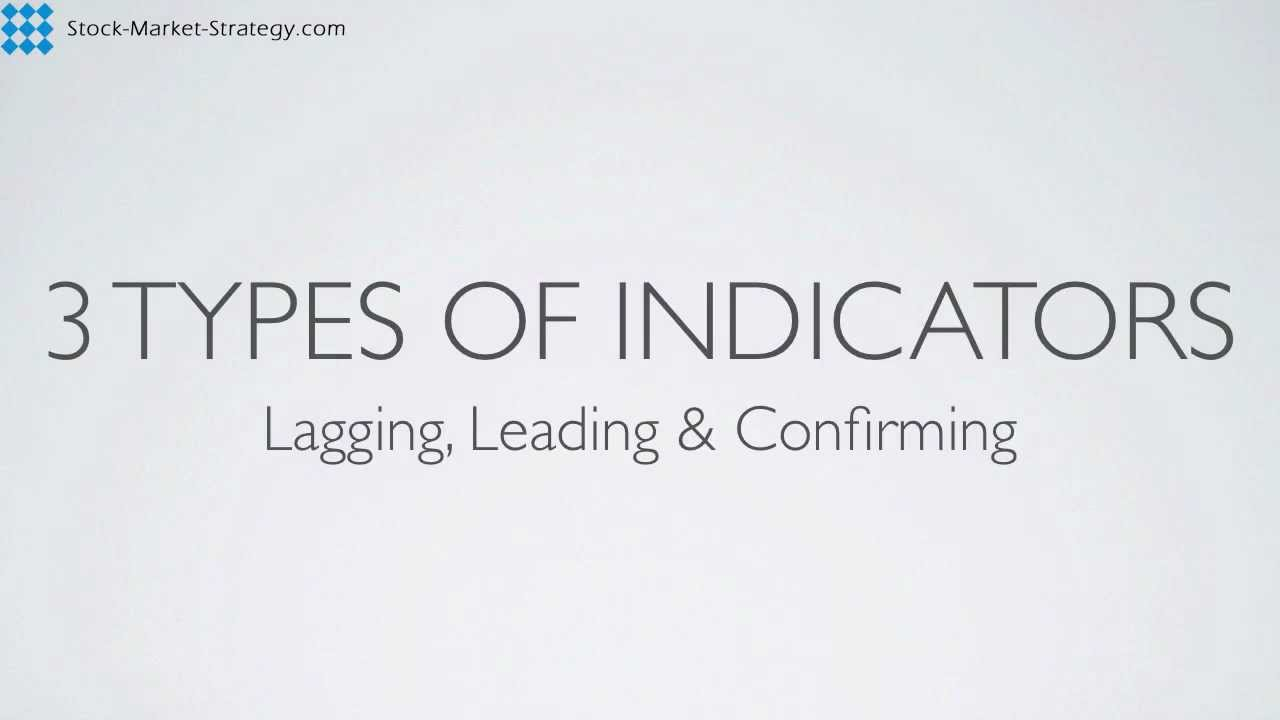 Stock-Market-Strategy.com
3 TYPES OF INDICATORS
Lagging, Leading & Confirming